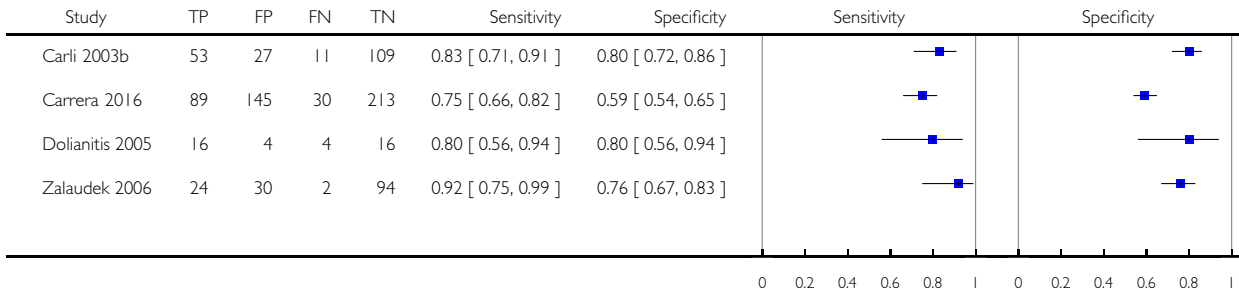 Study TP FP FN TN Sensitivity Specificity Sensitivity Specificity
Carli 2003b 53 27 11 109 0.83 [ 0.71, 0.91 ] 0.80 [ 0.72, 0.86 ]
Carrera 2016 89 145 30 213 0.75 [ 0.66, 0.82 ] 0.59 [ 0.54, 0.65 ]
Dolianitis 2005 16 4 4 16 0.80 [ 0.56, 0.94 ] 0.80 [ 0.56, 0.94 ]
Zalaudek 2006 24 30 2 94 0.92 [ 0.75, 0.99 ] 0.76 [ 0.67, 0.83 ]
0 0.2 0.4 0.6 0.8 1 0 0.2 0.4 0.6 0.8 1